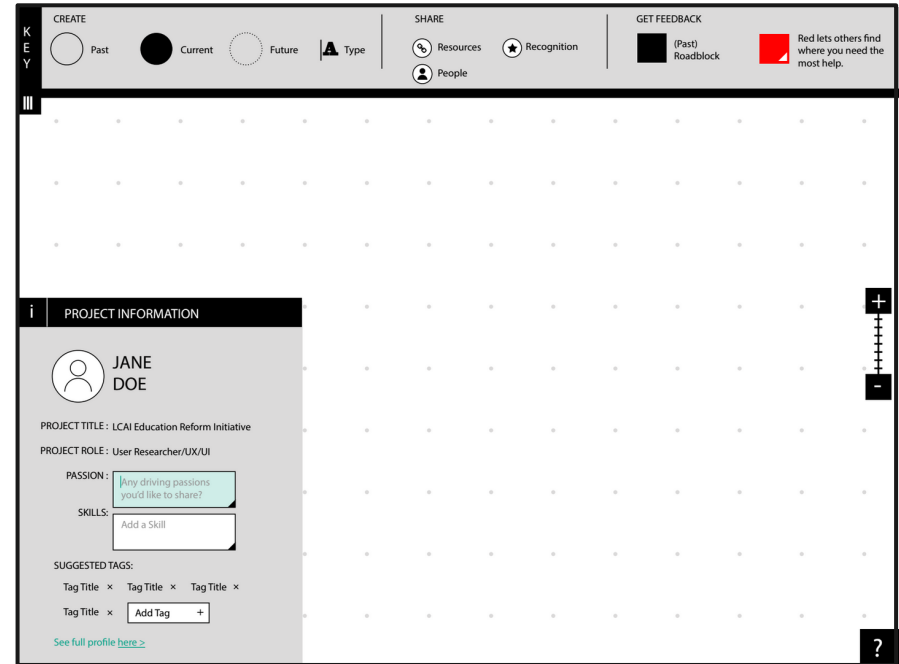 KEY
CREATE
Past
Current
Future
A Type
SHARE
Resources
Recognition
People
GET FEEDBACK
(Past)
Roadblock
Red lets others find
where you need the
most help.
i PROJECT INFORMATION
JANE
DOE
PROJECT TITLE : LCAI Education Reform Initiative
PROJECT ROLE : User Researcher/UX/UI
PASSION :
Any driving passions
you'd like to share?
SKILLS:
Add a Skill
SUGGESTED TAGS:
Tag Title × Tag Title × Tag Title ×
Tag Title × Add Tag +
See full profile here >
+
-
?